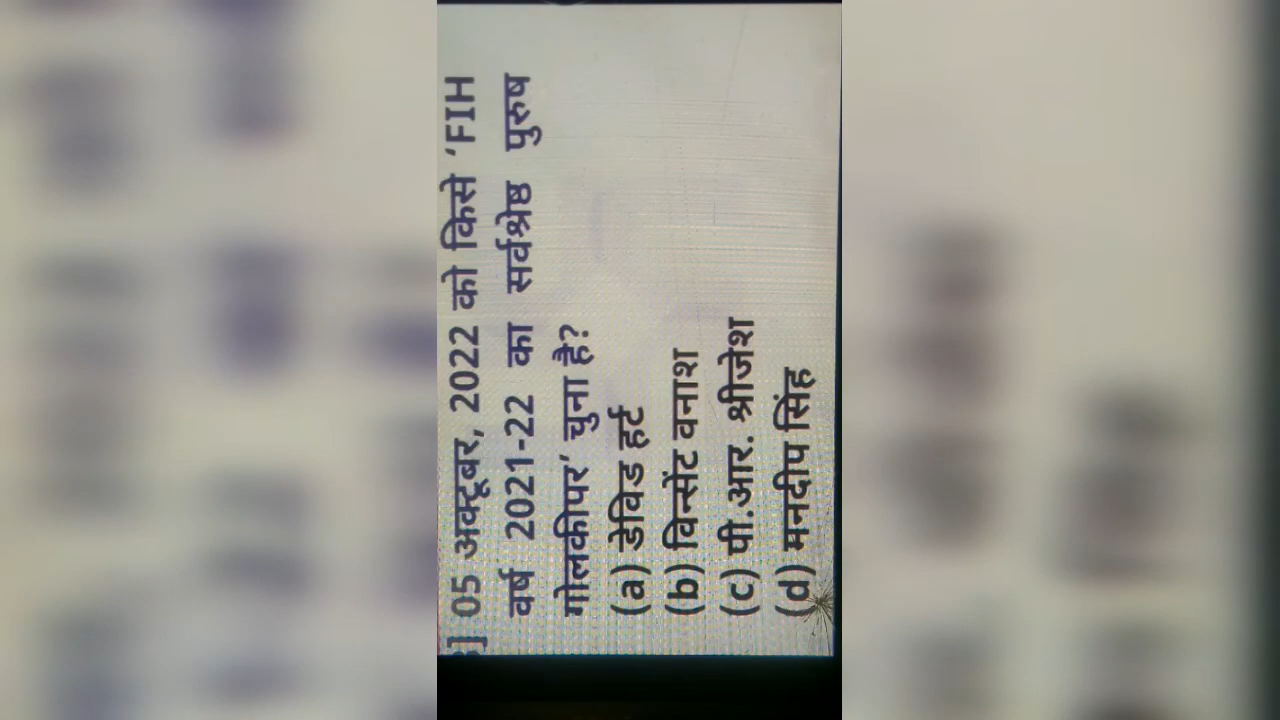 ] 05 अक्टूबर, 2022 को किसे ‘FIH
वर्ष 2021-22 का सर्वश्रेष्ठ पुरुष
गोलकीपर’ चुना है?
(a) डेविड हर्ट
(b) विन्सेंट वनाश
(c) पी.आर. श्रीजेश
(d) मनदीप सिंह